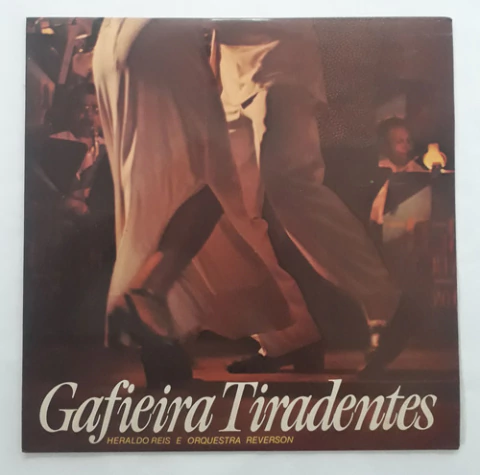 Gafieira Tiradentes
HERALDO REIS E ORQUESTRA REVERSON